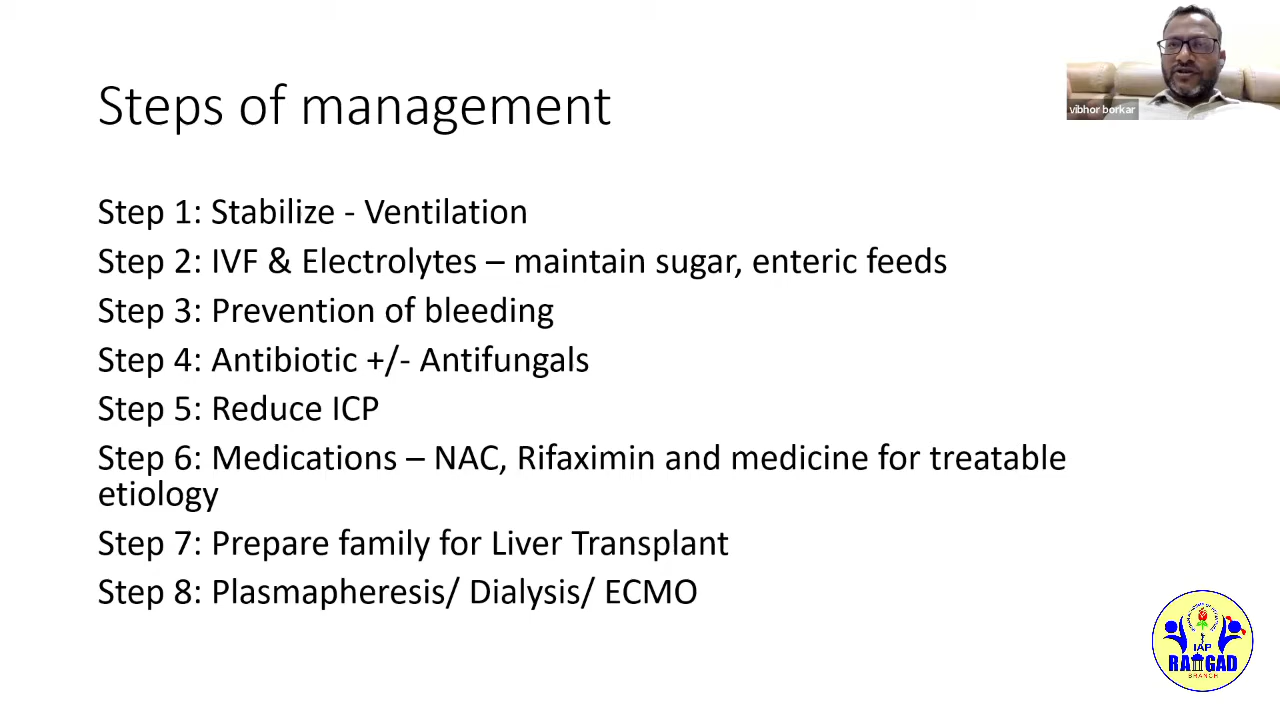 Steps of management
vibhor borkar
Step 1: Stabilize - Ventilation
Step 2: IVF & Electrolytes – maintain sugar, enteric feeds
Step 3: Prevention of bleeding
Step 4: Antibiotic +/- Antifungals
Step 5: Reduce ICP
Step 6: Medications – NAC, Rifaximin and medicine for treatable
etiology
Step 7: Prepare family for Liver Transplant
Step 8: Plasmapheresis/ Dialysis/ ECMO
IAP
BRANCH